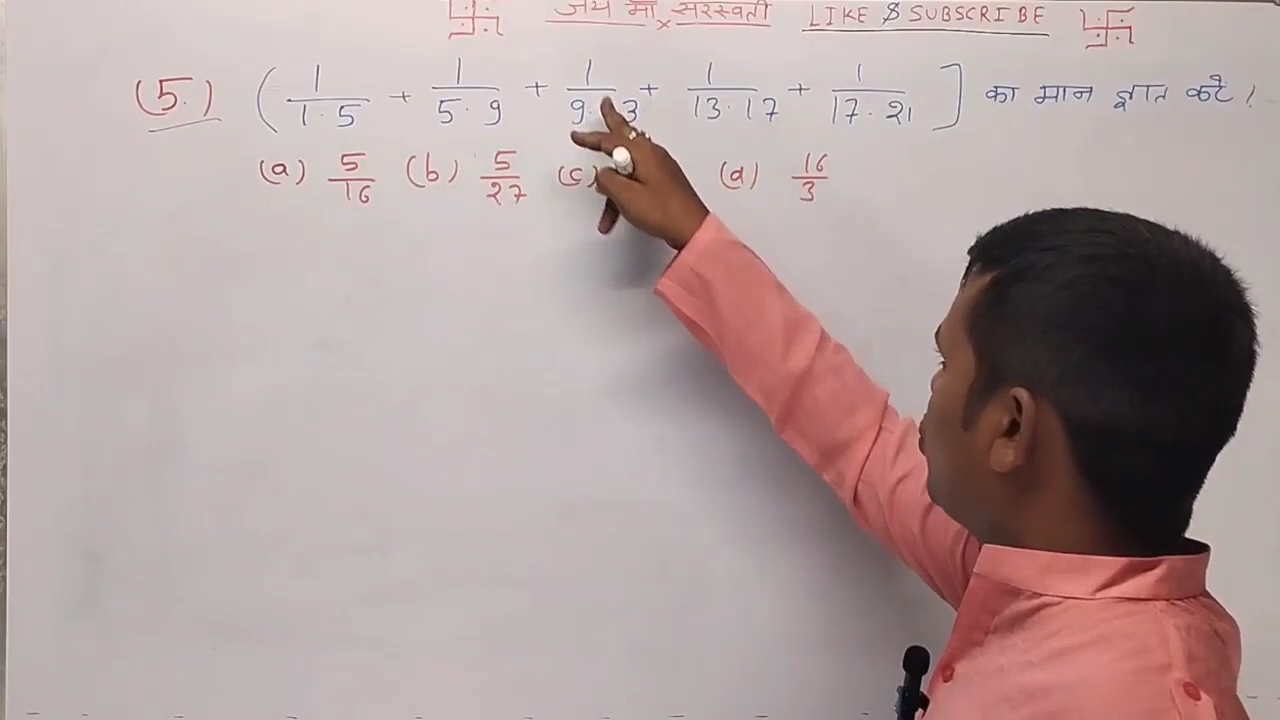 जय माँ सरस्वती LIKE $ SUBSCRIBE
(5.) ( 1/1·5 + 1/5·9 + 1/9· 3 + 1/13·17 + 1/17·21 ] का मान ज्ञात करें !
(a) 5/16 (b) 5/27 (c) (d) 16/3